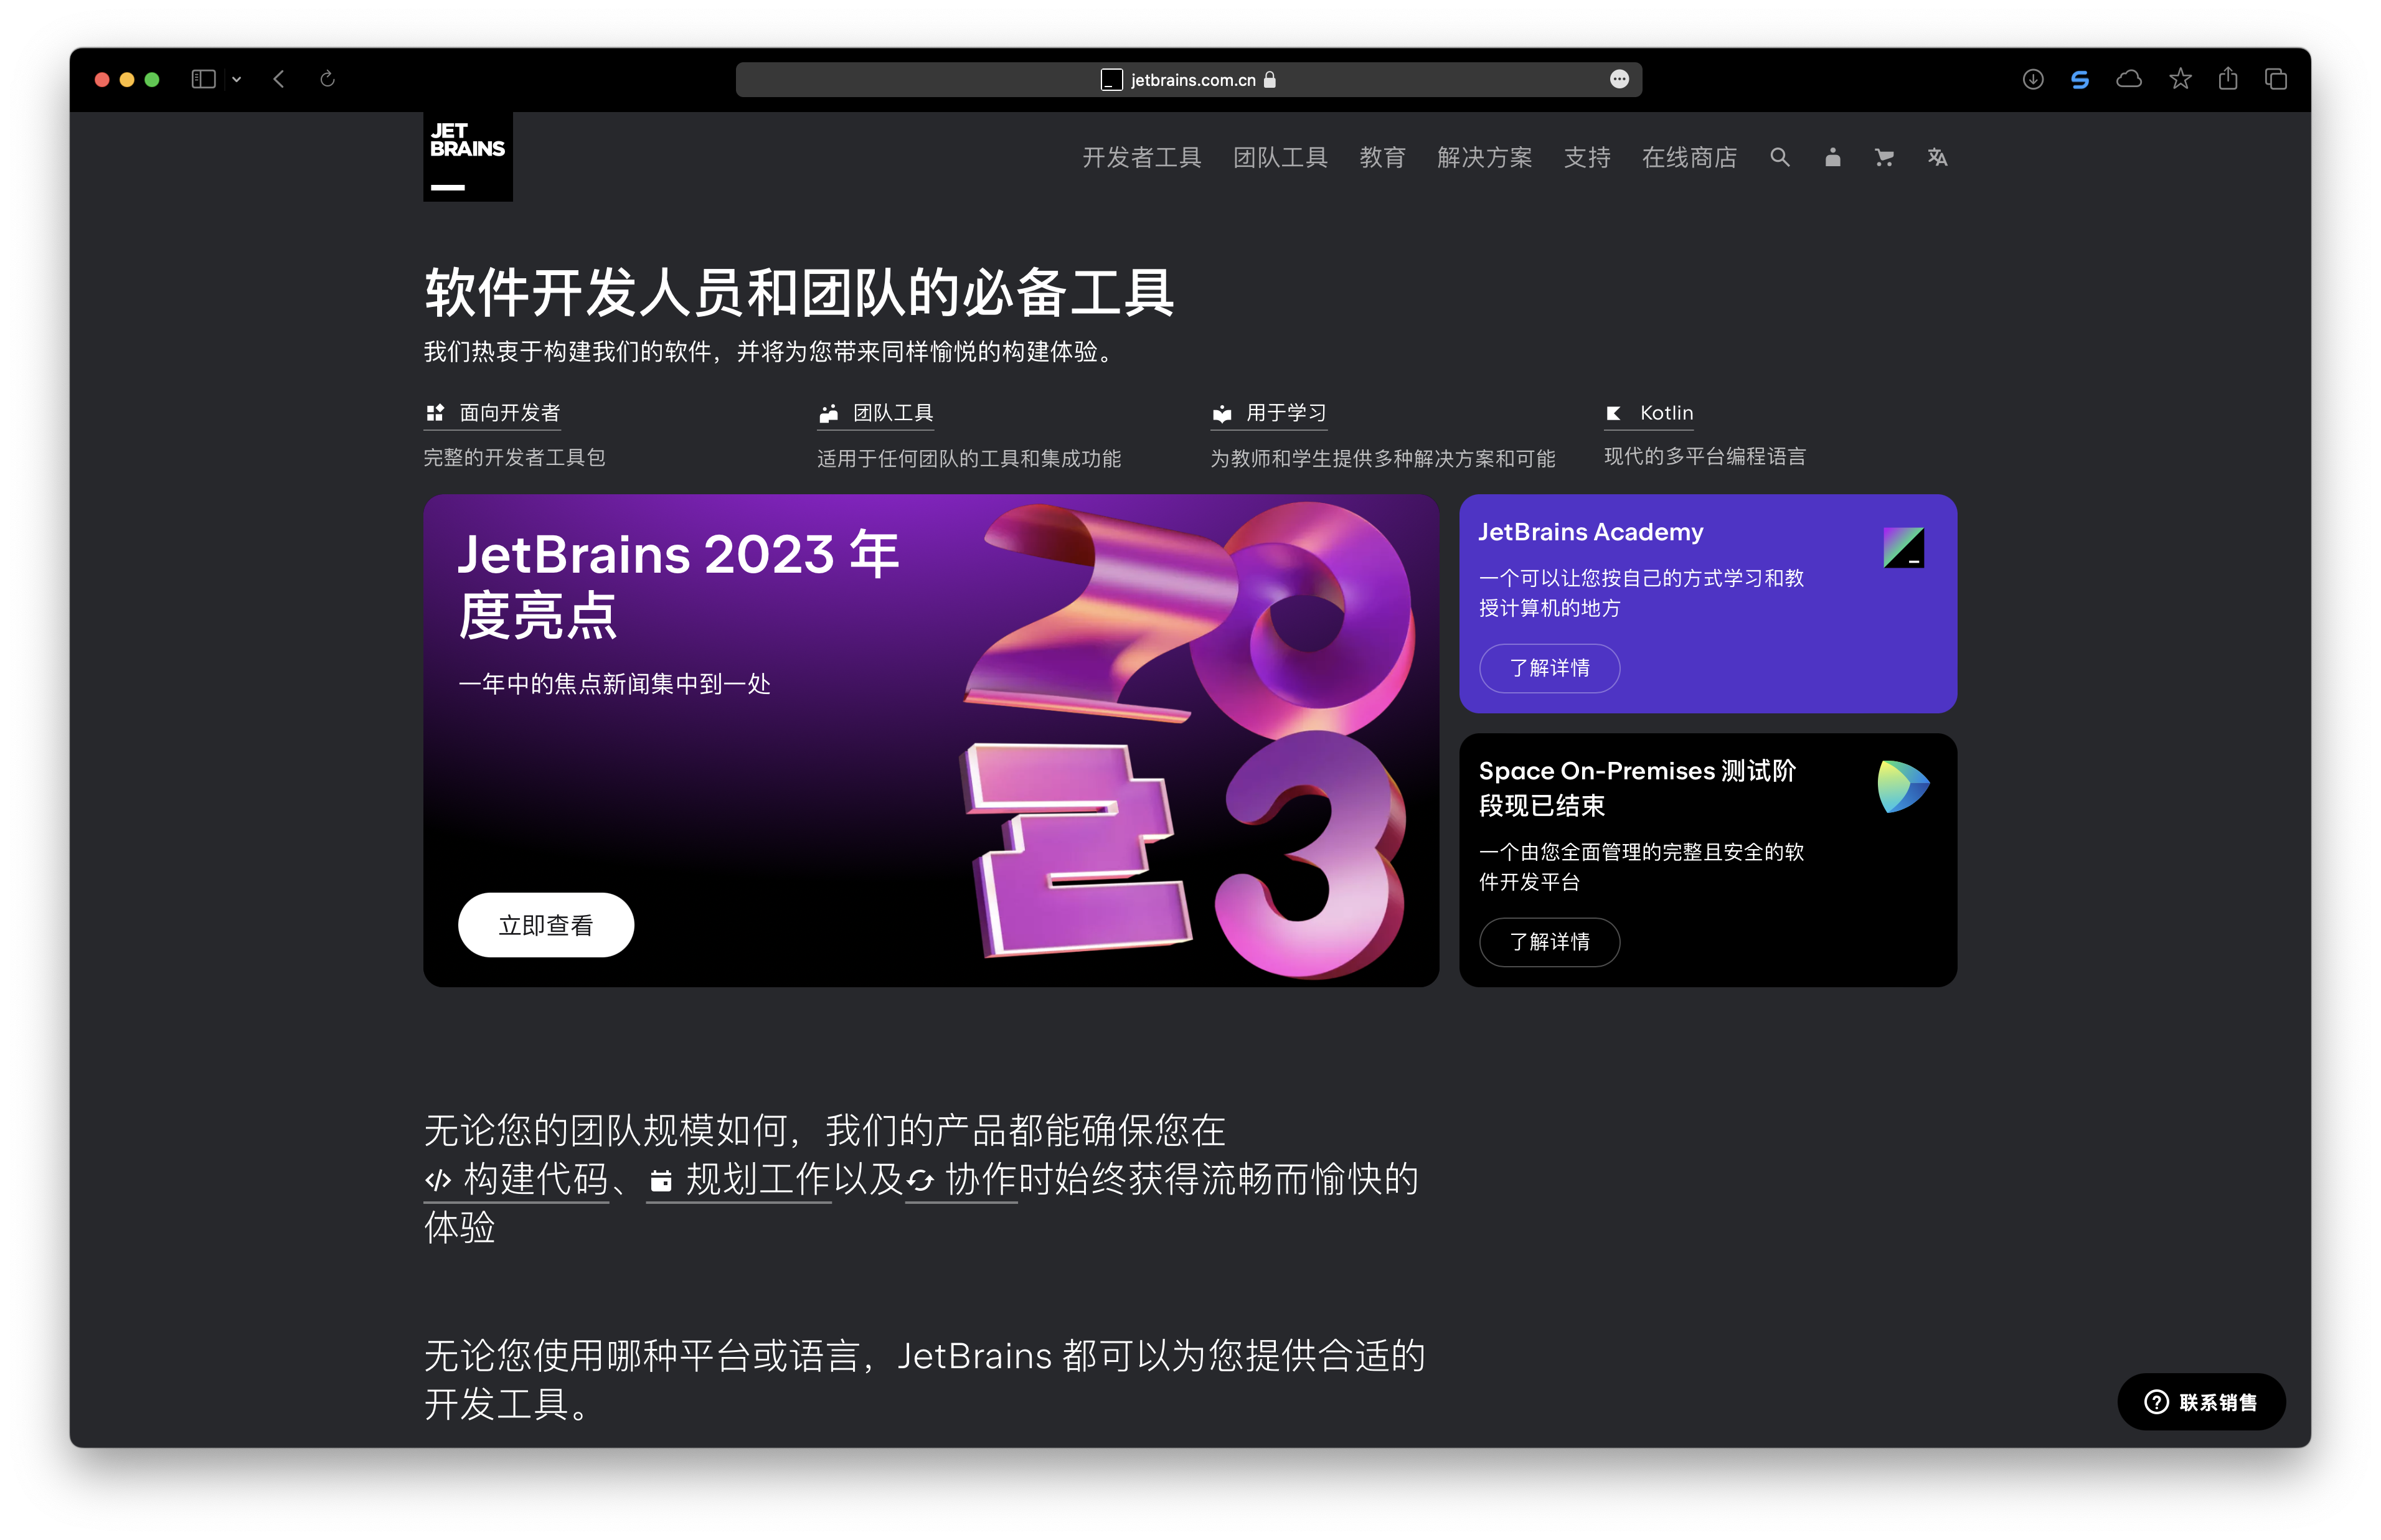 jetbrains.com.cn
JET
BRAINS
开发者工具 团队工具 教育 解决方案 支持 在线商店
软件开发人员和团队的必备工具
我们热衷于构建我们的软件，并将为您带来同样愉悦的构建体验。
面向开发者
完整的开发者工具包
团队工具
适用于任何团队的工具和集成功能
用于学习
为教师和学生提供多种解决方案和可能
Kotlin
现代的多平台编程语言
JetBrains 2023 年
度亮点
一年中的焦点新闻集中到一处
立即查看
20
23
JetBrains Academy
一个可以让您按自己的方式学习和教
授计算机的地方
了解详情
Space On-Premises 测试阶
段现已结束
一个由您全面管理的完整且安全的软
件开发平台
了解详情
无论您的团队规模如何，我们的产品都能确保您在
构建代码、 规划工作以及 协作时始终获得流畅而愉快的
体验
无论您使用哪种平台或语言，JetBrains 都可以为您提供合适的
开发工具。
联系销售